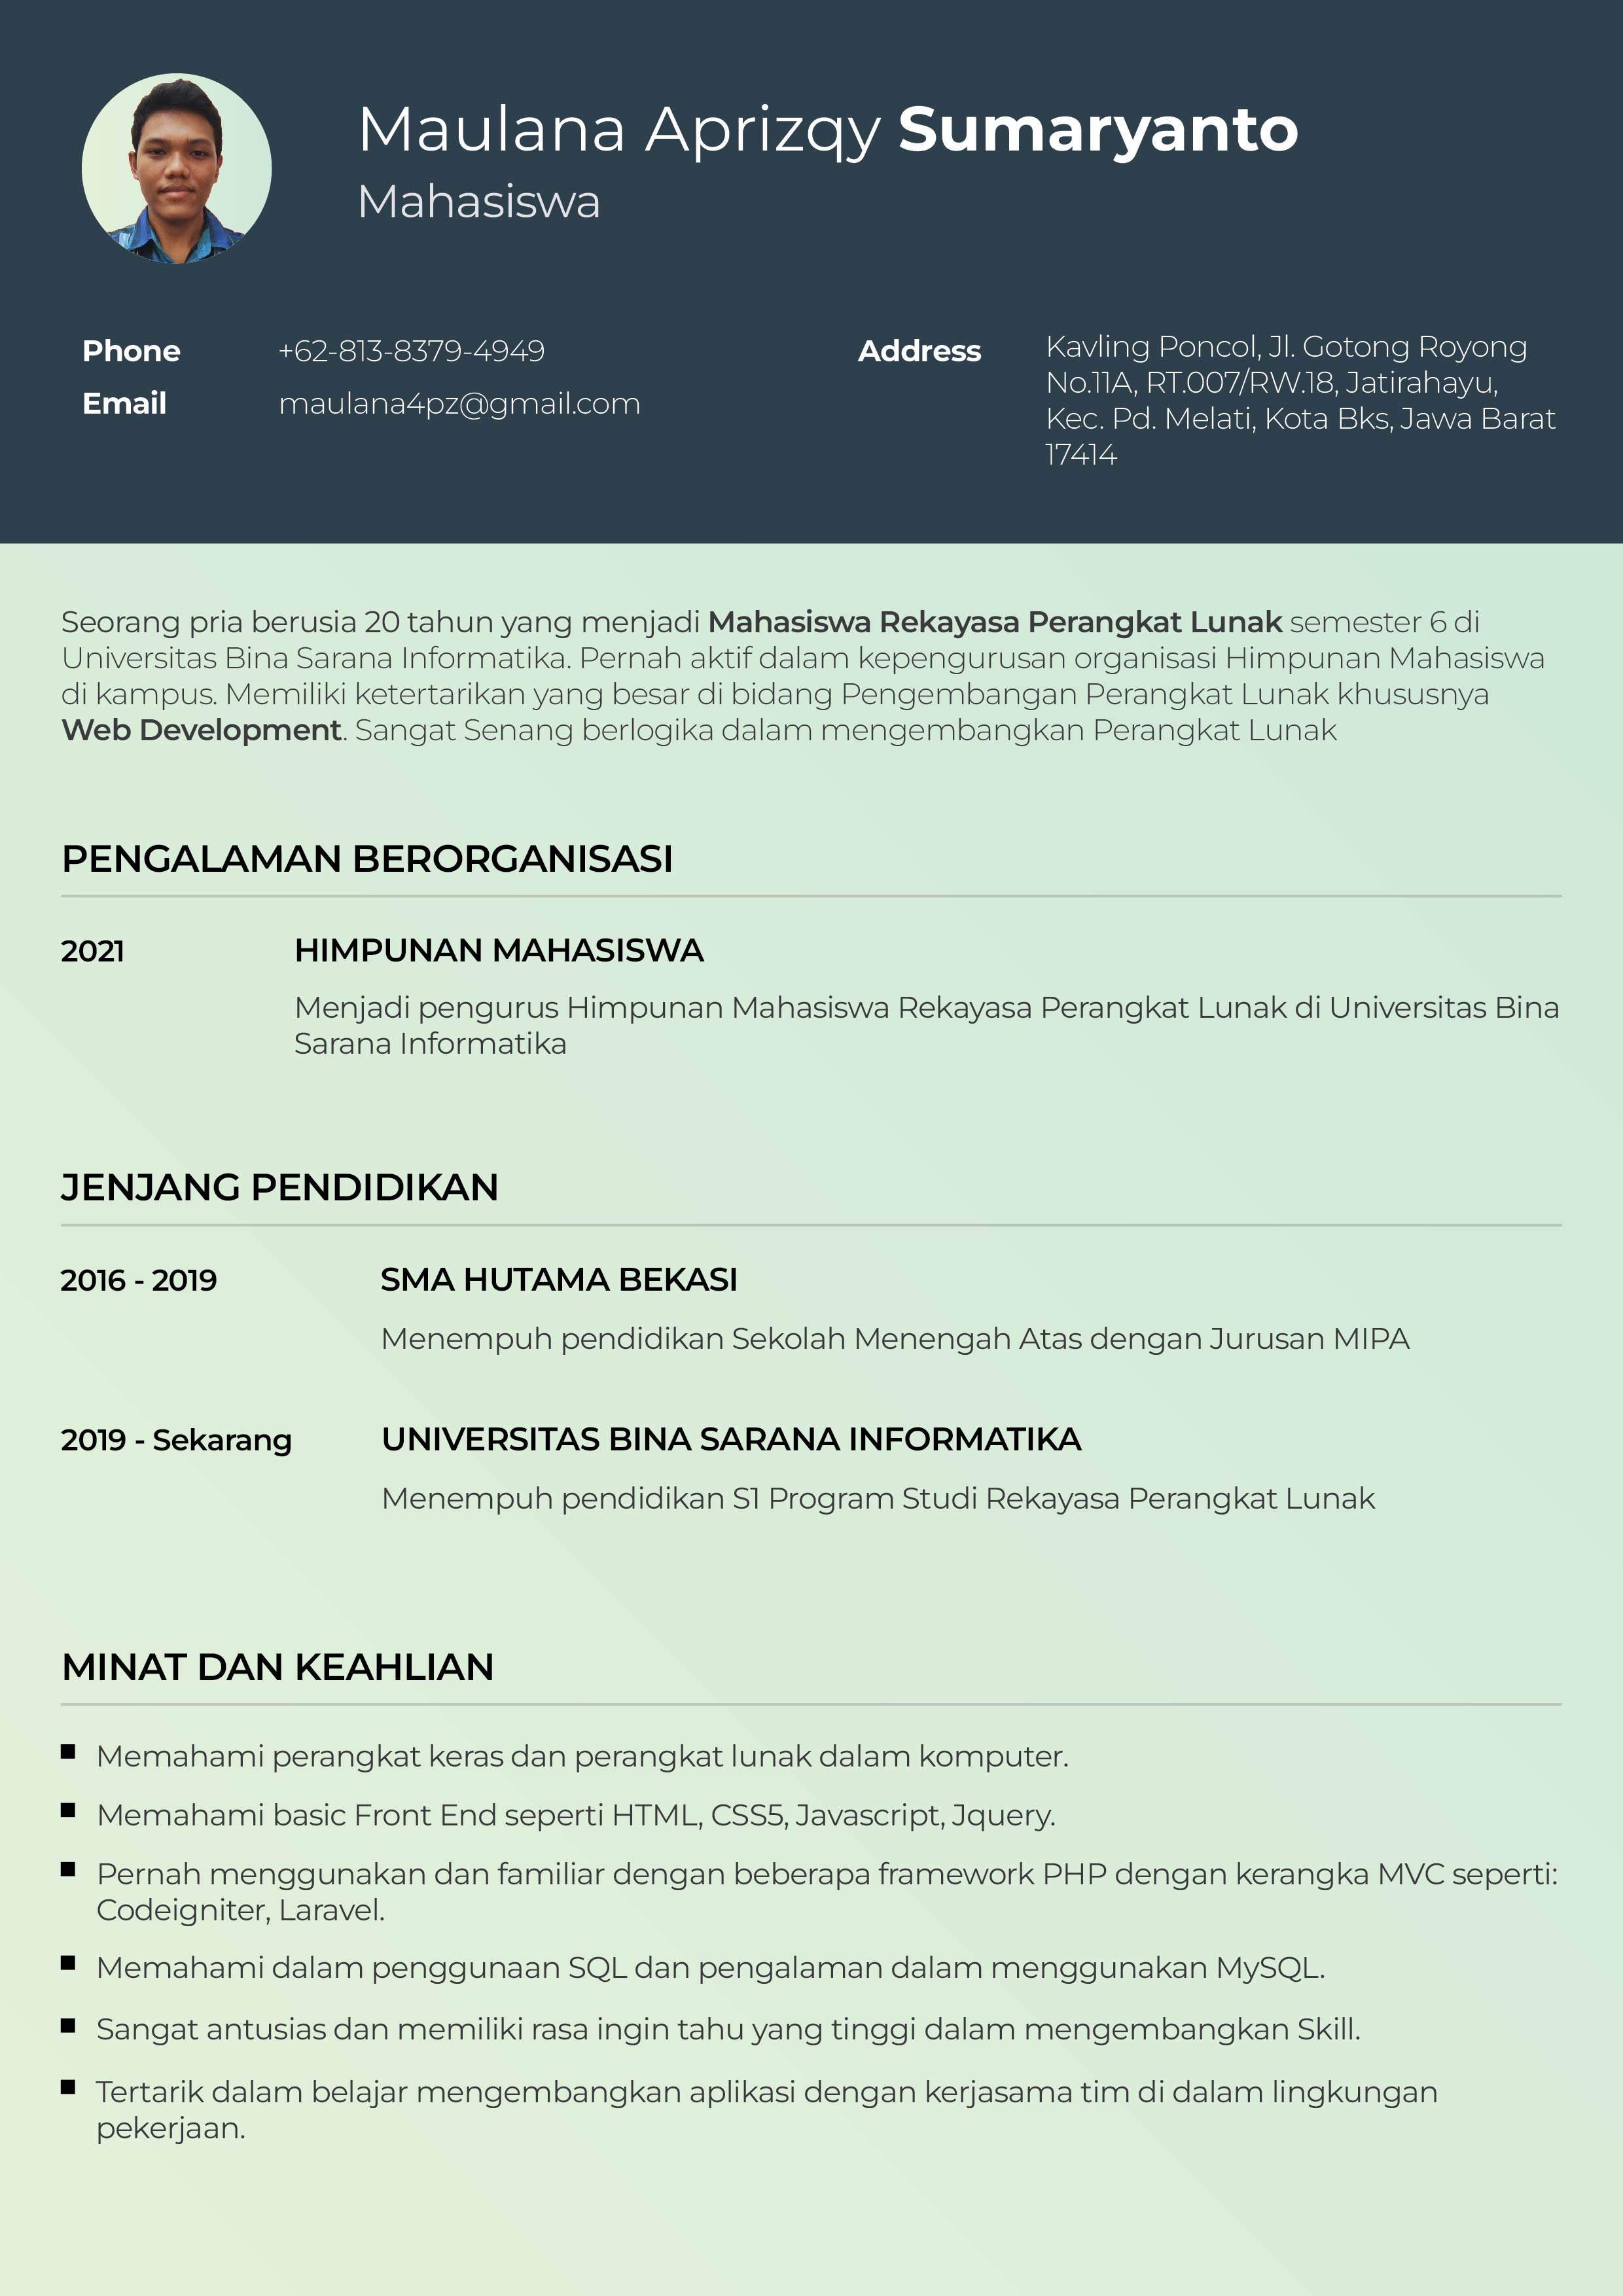 Maulana Aprizqy Sumaryanto
Mahasiswa
Phone +62-813-8379-4949
Email maulana4pz@gmail.com
Address Kavling Poncol, Jl. Gotong Royong
No.11A, RT.007/RW.18, Jatirahayu,
Kec. Pd. Melati, Kota Bks, Jawa Barat
17414
Seorang pria berusia 20 tahun yang menjadi Mahasiswa Rekayasa Perangkat Lunak semester 6 di
Universitas Bina Sarana Informatika. Pernah aktif dalam kepengurusan organisasi Himpunan Mahasiswa
di kampus. Memiliki ketertarikan yang besar di bidang Pengembangan Perangkat Lunak khususnya
Web Development. Sangat Senang berlogika dalam mengembangkan Perangkat Lunak
PENGALAMAN BERORGANISASI
2021 HIMPUNAN MAHASISWA
Menjadi pengurus Himpunan Mahasiswa Rekayasa Perangkat Lunak di Universitas Bina
Sarana Informatika
JENJANG PENDIDIKAN
2016 - 2019 SMA HUTAMA BEKASI
Menempuh pendidikan Sekolah Menengah Atas dengan Jurusan MIPA
2019 - Sekarang UNIVERSITAS BINA SARANA INFORMATIKA
Menempuh pendidikan S1 Program Studi Rekayasa Perangkat Lunak
MINAT DAN KEAHLIAN
■ Memahami perangkat keras dan perangkat lunak dalam komputer.
■ Memahami basic Front End seperti HTML, CSS5, Javascript, Jquery.
■ Pernah menggunakan dan familiar dengan beberapa framework PHP dengan kerangka MVC seperti:
Codeigniter, Laravel.
■ Memahami dalam penggunaan SQL dan pengalaman dalam menggunakan MySQL.
■ Sangat antusias dan memiliki rasa ingin tahu yang tinggi dalam mengembangkan Skill.
■ Tertarik dalam belajar mengembangkan aplikasi dengan kerjasama tim di dalam lingkungan
pekerjaan.